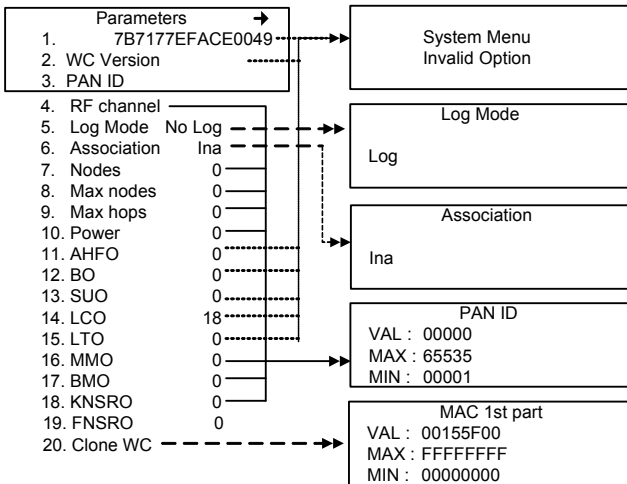 Parameters
1. 7B7177EFACE0049
2. WC Version
3. PAN ID
4. RF channel
5. Log Mode No Log
6. Association Ina
7. Nodes 0
8. Max nodes 0
9. Max hops 0
10. Power 0
11. AHFO 0
12. BO 0
13. SUO 0
14. LCO 18
15. LTO 0
16. MMO 0
17. BMO 0
18. KNSRO 0
19. FNSRO 0
20. Clone WC
System Menu
Invalid Option
Log Mode
Log
Association
Ina
PAN ID
VAL : 00000
MAX : 65535
MIN : 00001
MAC 1st part
VAL : 00155F00
MAX : FFFFFFFF
MIN : 00000000